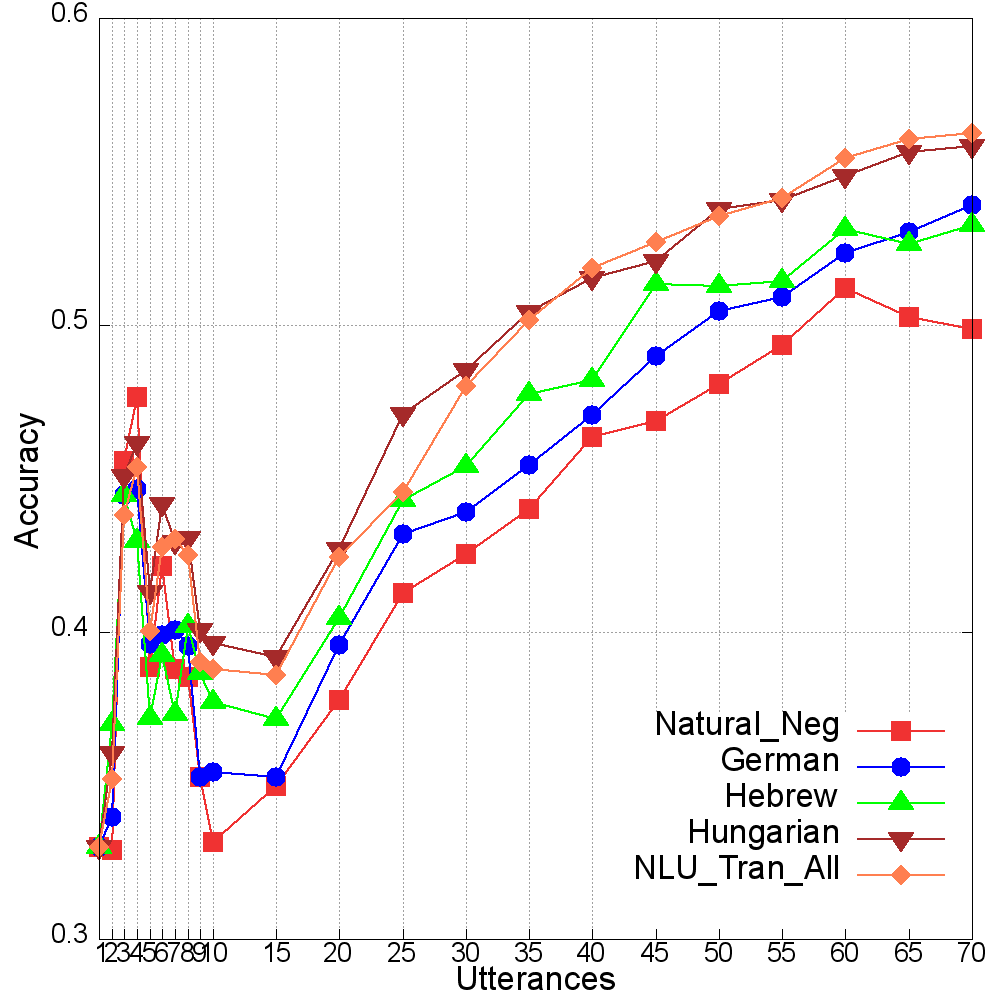 0.6
0.5
0.4
0.3
Accuracy
Natural_Neg
German
Hebrew
Hungarian
NLU_Tran_All
1 2 3 4 5 6 7 8 9 10 15 20 25 30 35 40 45 50 55 60 65 70
Utterances